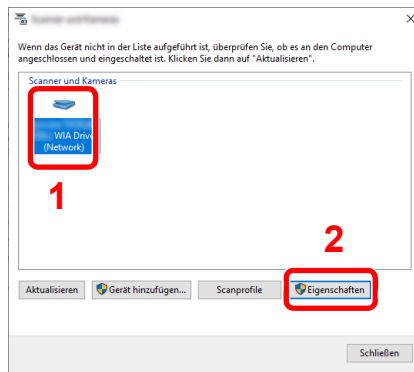 Wenn das Gerät nicht in der Liste aufgeführt ist, überprüfen Sie, ob es an den Computer
angeschlossen und eingeschaltet ist. Klicken Sie dann auf "Aktualisieren".
Scanner und Kameras
WIA Drive
(Network)
1
2
Aktualisieren
Gerät hinzufügen...
Scanprofile
Eigenschaften
Schließen